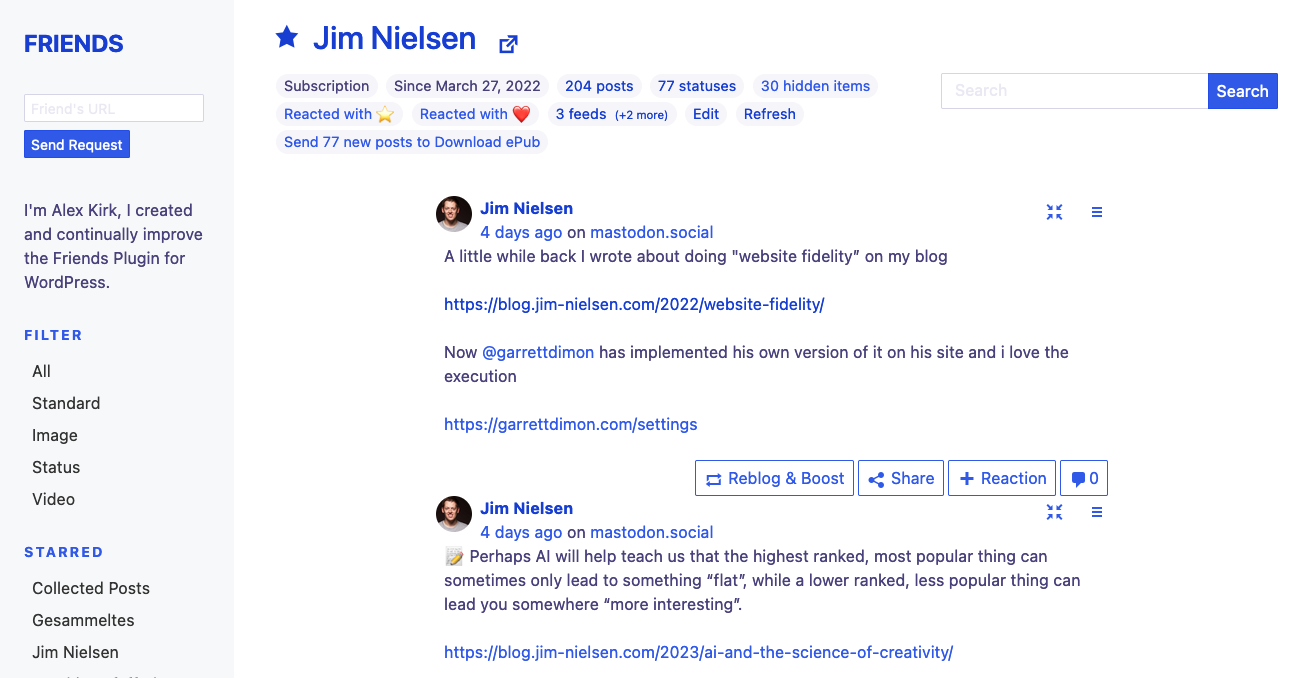 FRIENDS
Friend's URL
Send Request
I'm Alex Kirk, I created
and continually improve
the Friends Plugin for
WordPress.
FILTER
All
Standard
Image
Status
Video
STARRED
Collected Posts
Gesammeltes
Jim Nielsen
Jim Nielsen
Subscription Since March 27, 2022 204 posts 77 statuses 30 hidden items
Reacted with ⭐ Reacted with ❤️ 3 feeds (+2 more) Edit Refresh
Send 77 new posts to Download ePub
Search Search
Jim Nielsen
4 days ago on mastodon.social
A little while back I wrote about doing "website fidelity” on my blog
https://blog.jim-nielsen.com/2022/website-fidelity/
Now @garrettdimon has implemented his own version of it on his site and i love the
execution
https://garrettdimon.com/settings
Reblog & Boost Share Reaction 0
Jim Nielsen
4 days ago on mastodon.social
📝 Perhaps AI will help teach us that the highest ranked, most popular thing can
sometimes only lead to something “flat”, while a lower ranked, less popular thing can
lead you somewhere “more interesting”.
https://blog.jim-nielsen.com/2023/ai-and-the-science-of-creativity/